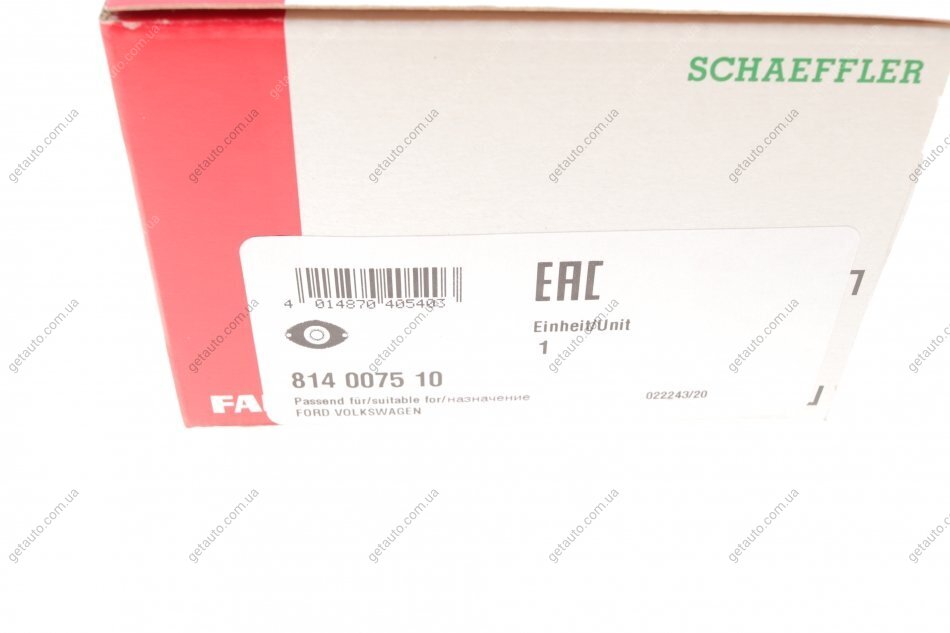 SCHAEFFLER
EAC
4 014870 405403
Einheit/Unit
1
814 0075 10
Passend für/suitable for/назначение
FORD VOLKSWAGEN
022243/20
FA
getauto.com.ua